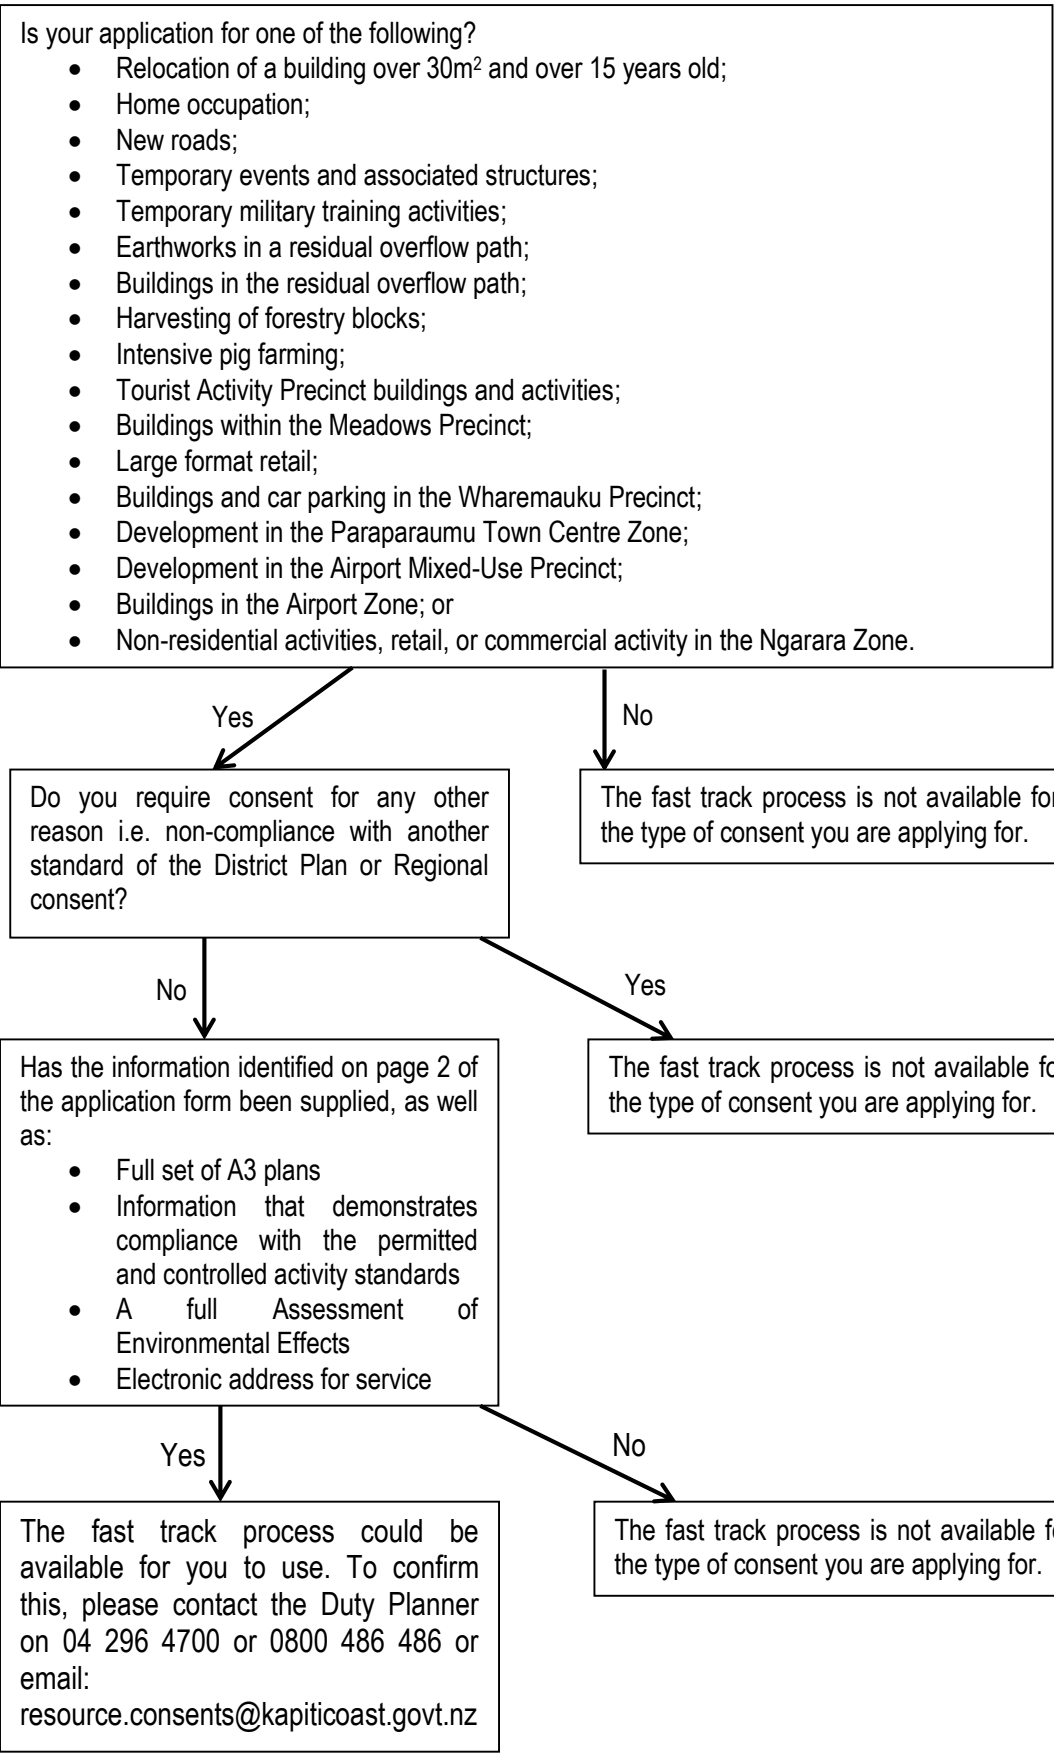 Is your application for one of the following?
• Relocation of a building over 30m² and over 15 years old;
• Home occupation;
• New roads;
• Temporary events and associated structures;
• Temporary military training activities;
• Earthworks in a residual overflow path;
• Buildings in the residual overflow path;
• Harvesting of forestry blocks;
• Intensive pig farming;
• Tourist Activity Precinct buildings and activities;
• Buildings within the Meadows Precinct;
• Large format retail;
• Buildings and car parking in the Wharemauku Precinct;
• Development in the Paraparaumu Town Centre Zone;
• Development in the Airport Mixed-Use Precinct;
• Buildings in the Airport Zone; or
• Non-residential activities, retail, or commercial activity in the Ngarara Zone.
Yes
No
Do you require consent for any other
reason i.e. non-compliance with another
standard of the District Plan or Regional
consent?
The fast track process is not available for
the type of consent you are applying for.
No
Yes
Has the information identified on page 2 of
the application form been supplied, as well
as:
• Full set of A3 plans
• Information that demonstrates
compliance with the permitted
and controlled activity standards
• A full Assessment of
Environmental Effects
• Electronic address for service
The fast track process is not available fo
the type of consent you are applying for.
Yes
No
The fast track process could be
available for you to use. To confirm
this, please contact the Duty Planner
on 04 296 4700 or 0800 486 486 or
email:
resource.consents@kapiticoast.govt.nz
The fast track process is not available f
the type of consent you are applying for.